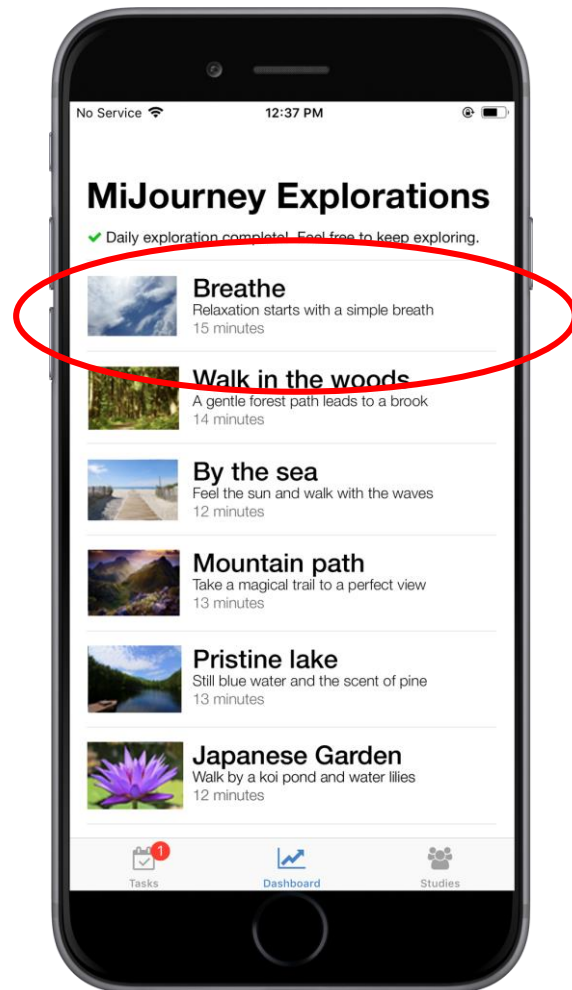 No Service 12:37 PM
MiJourney Explorations
Daily exploration complete! Feel free to keep exploring.
Breathe
Relaxation starts with a simple breath
15 minutes
Walk in the woods
A gentle forest path leads to a brook
14 minutes
By the sea
Feel the sun and walk with the waves
12 minutes
Mountain path
Take a magical trail to a perfect view
13 minutes
Pristine lake
Still blue water and the scent of pine
13 minutes
Japanese Garden
Walk by a koi pond and water lilies
12 minutes
1
Tasks Dashboard Studies